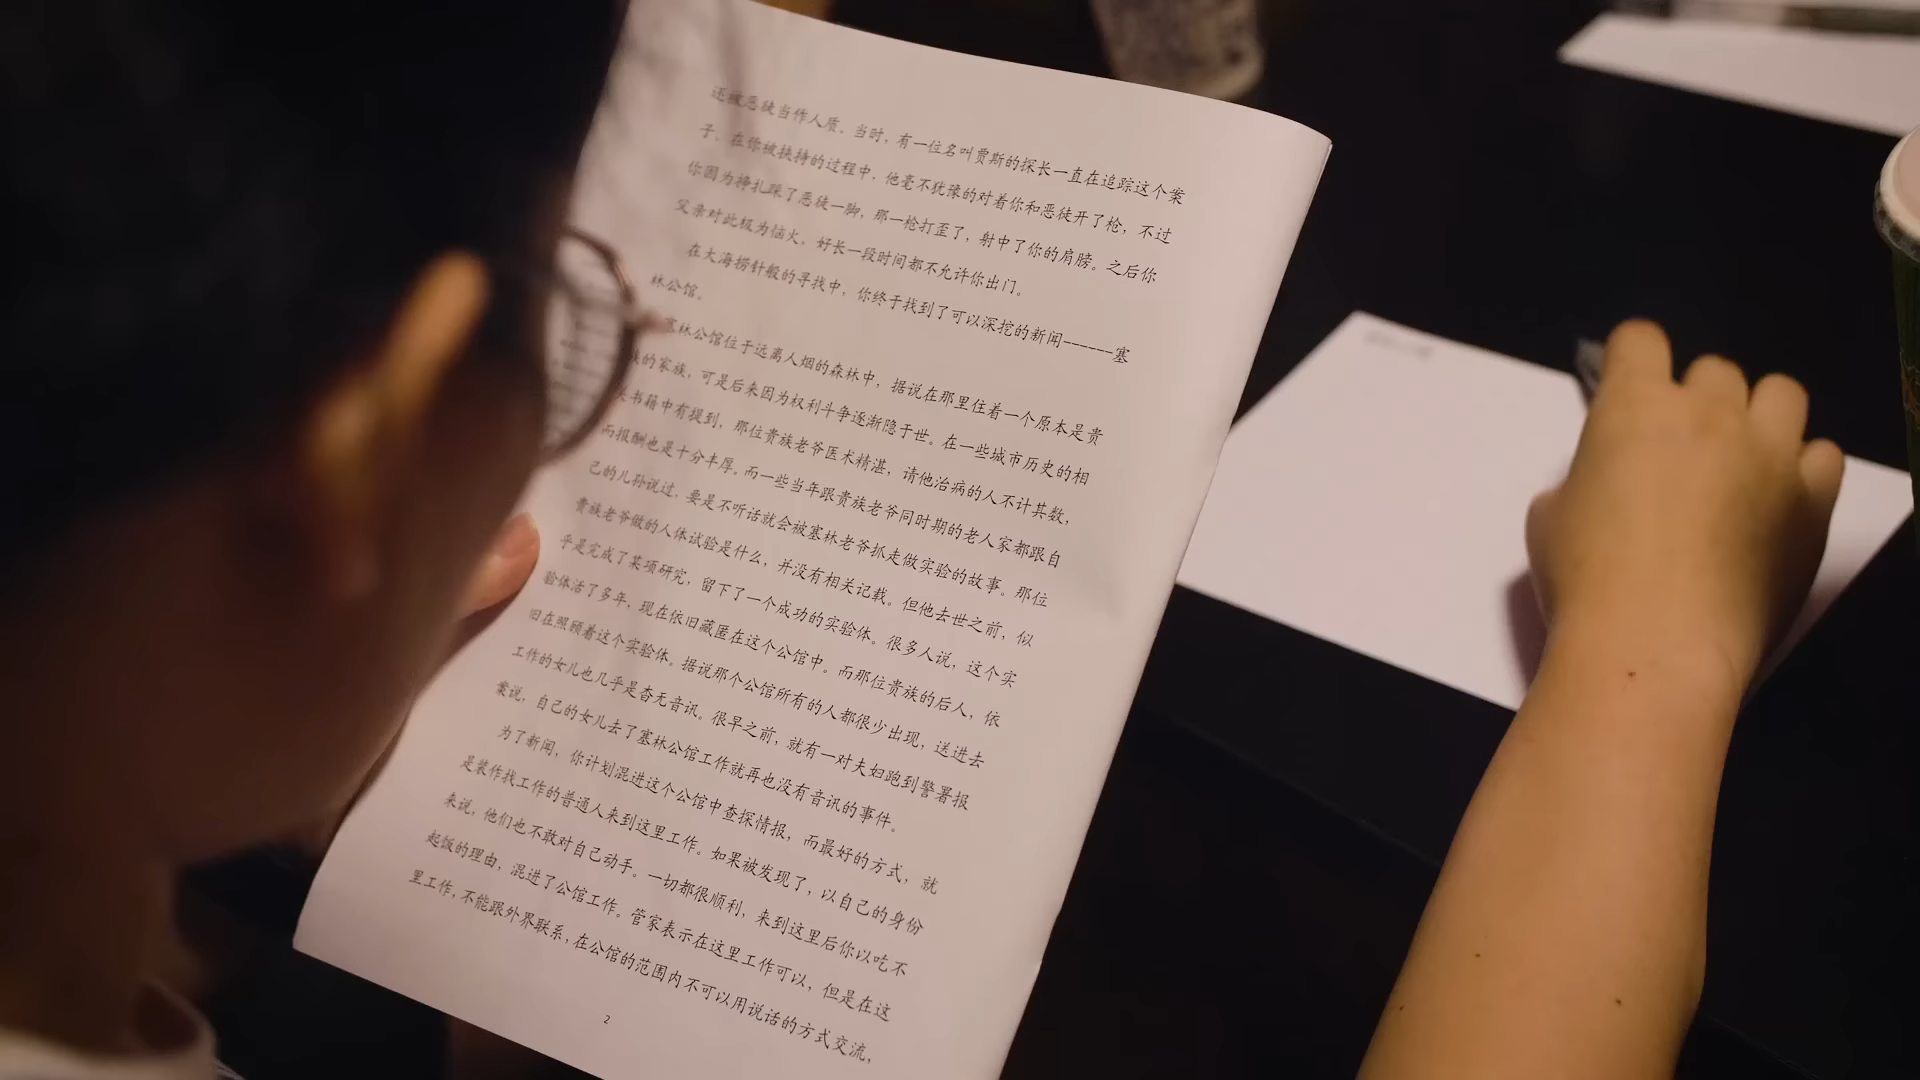 还被恶徒当作人质。当时，有一位名叫贾斯的探长一直在追踪这个案
子。在你被挟持的过程中，他毫不犹豫的对着你和恶徒开了枪，不过
你因为挣扎踩了恶徒一脚，那一枪打歪了，射中了你的肩膀。之后你
父亲对此极为恼火，好长一段时间都不允许你出门。
在大海捞针般的寻找中，你终于找到了可以深挖的新闻------塞
林公馆。
塞林公馆位于远离人烟的森林中，据说在那里住着一个原本是贵
族的家族，可是后来因为权利斗争逐渐隐于世。在一些城市历史的相
关书籍中有提到，那位贵族老爷医术精湛，请他治病的人不计其数，
而报酬也是十分丰厚。而一些当年跟贵族老爷同时期的老人家都跟自
己的儿孙说过，要是不听话就会被塞林老爷抓走做实验的故事。那位
贵族老爷做的人体试验是什么，并没有相关记载。但他去世之前，似
乎是完成了某项研究，留下了一个成功的实验体。很多人说，这个实
验体活了多年，现在依旧藏匿在这个公馆中。而那位贵族的后人，依
旧在照顾着这个实验体。据说那个公馆所有的人都很少出现，送进去
工作的女儿也几乎是杳无音讯。很早之前，就有一对夫妇跑到警署报
案说，自己的女儿去了塞林公馆工作就再也没有音讯的事件。
为了新闻，你计划混进这个公馆中查探情报，而最好的方式，就
是装作找工作的普通人来到这里工作。如果被发现了，以自己的身份
来说，他们也不敢对自己动手。一切都很顺利，来到这里后你以吃不
起饭的理由，混进了公馆工作。管家表示在这里工作可以，但是在这
里工作，不能跟外界联系，在公馆的范围内不可以用说话的方式交流，
2